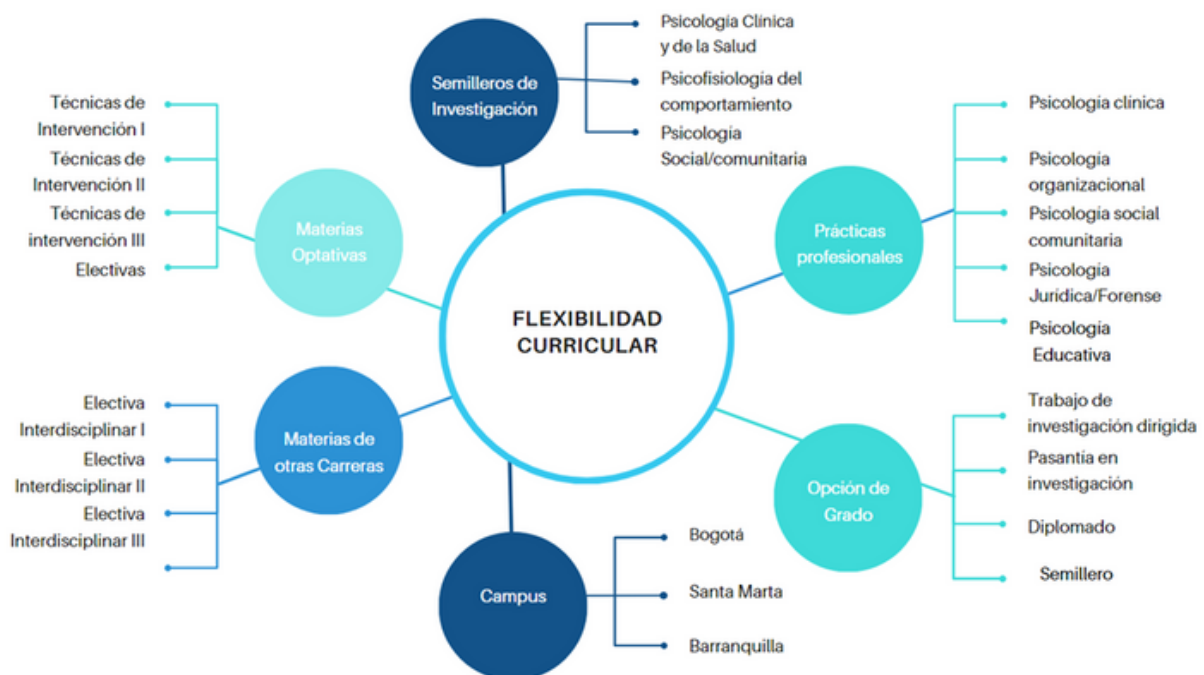 FLEXIBILIDAD
CURRICULAR
Semilleros de
Investigación
Psicología Clínica
y de la Salud
Psicofisiología del
comportamiento
Psicología
Social/comunitaria
Prácticas
profesionales
Psicología clínica
Psicología
organizacional
Psicología social
comunitaria
Psicología
Jurídica/Forense
Psicología
Educativa
Opción de
Grado
Trabajo de
investigación dirigida
Pasantía en
investigación
Diplomado
Semillero
Campus
Bogotá
Santa Marta
Barranquilla
Materias de
otras Carreras
Electiva
Interdisciplinar I
Electiva
Interdisciplinar II
Electiva
Interdisciplinar III
Materias
Optativas
Técnicas de
Intervención I
Técnicas de
Intervención II
Técnicas de
intervención III
Electivas